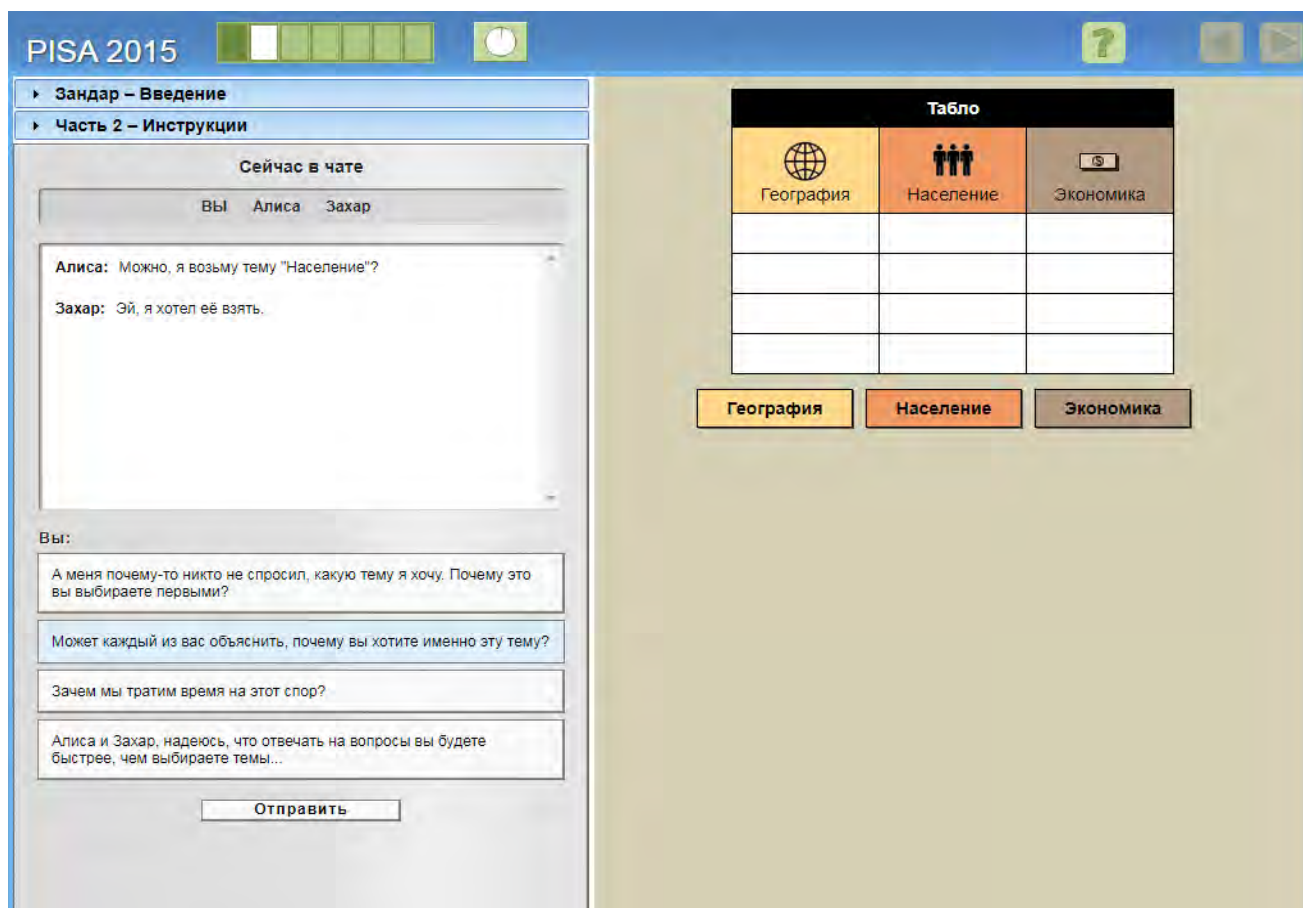 PISA 2015
?
Зандар – Введение
Часть 2 – Инструкции
Сейчас в чате
ВЫ Алиса Захар
Алиса: Можно, я возьму тему "Население"?
Захар: Эй, я хотел её взять.
Вы:
А меня почему-то никто не спросил, какую тему я хочу. Почему это
вы выбираете первыми?
Может каждый из вас объяснить, почему вы хотите именно эту тему?
Зачем мы тратим время на этот спор?
Алиса и Захар, надеюсь, что отвечать на вопросы вы будете
быстрее, чем выбираете темы...
Отправить
Табло
География Население Экономика
География Население Экономика